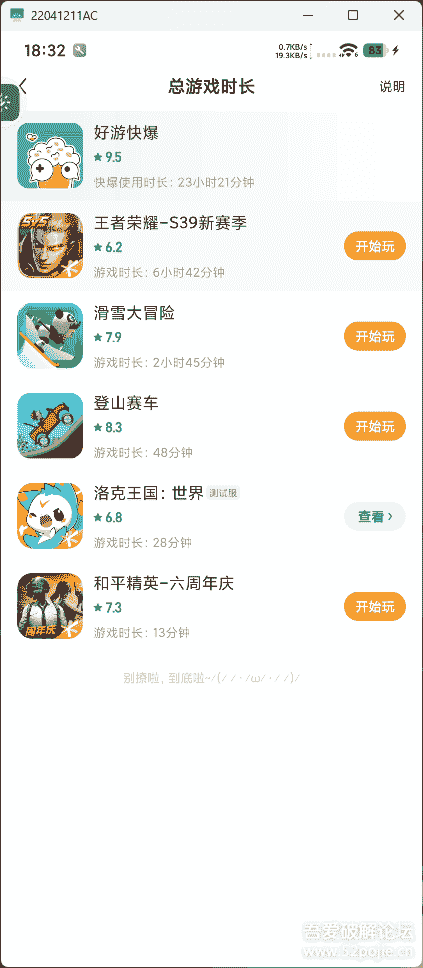 22041211AC
18:32
0.7KB/s
19.3KB/s
83
总游戏时长
说明
好游快爆
9.5
快爆使用时长: 23小时21分钟
王者荣耀-S39新赛季
6.2
开始玩
游戏时长: 6小时42分钟
滑雪大冒险
7.9
开始玩
游戏时长: 2小时45分钟
登山赛车
8.3
开始玩
游戏时长: 48分钟
洛克王国: 世界 测试服
6.8
查看 ›
游戏时长: 28分钟
和平精英-六周年庆
7.3
开始玩
周年庆
游戏时长: 13分钟
别撩啦, 到底啦~/(/ / · /ω/ · / /)/
吾爱破解论坛
www.52pojie.cn